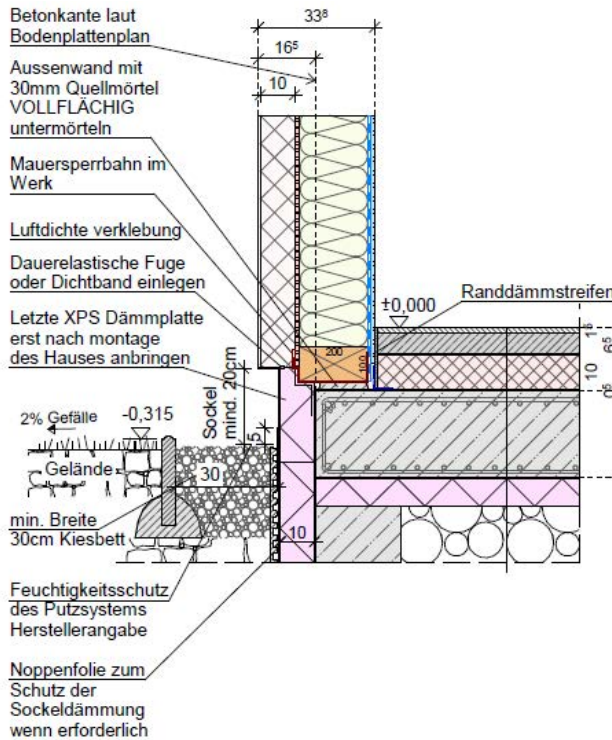 Betonkante laut
Bodenplattenplan
Aussenwand mit
30mm Quellmörtel
VOLLFLÄCHIG
untermörteln
Mauersperrbahn im
Werk
Luftdichte verklebung
Dauerelastische Fuge
oder Dichtband einlegen
Letzte XPS Dämmplatte
erst nach montage
des Hauses anbringen
33⁸
16⁵
10
Randdämmstreifen
±0,000
200
100
6⁵
10
Sockel
mind. 20cm
5
2% Gefälle
-0,315
Gelände
30
10
min. Breite
30cm Kiesbett
Feuchtigkeitsschutz
des Putzsystems
Herstellerangabe
Noppenfolie zum
Schutz der
Sockeldämmung
wenn erforderlich